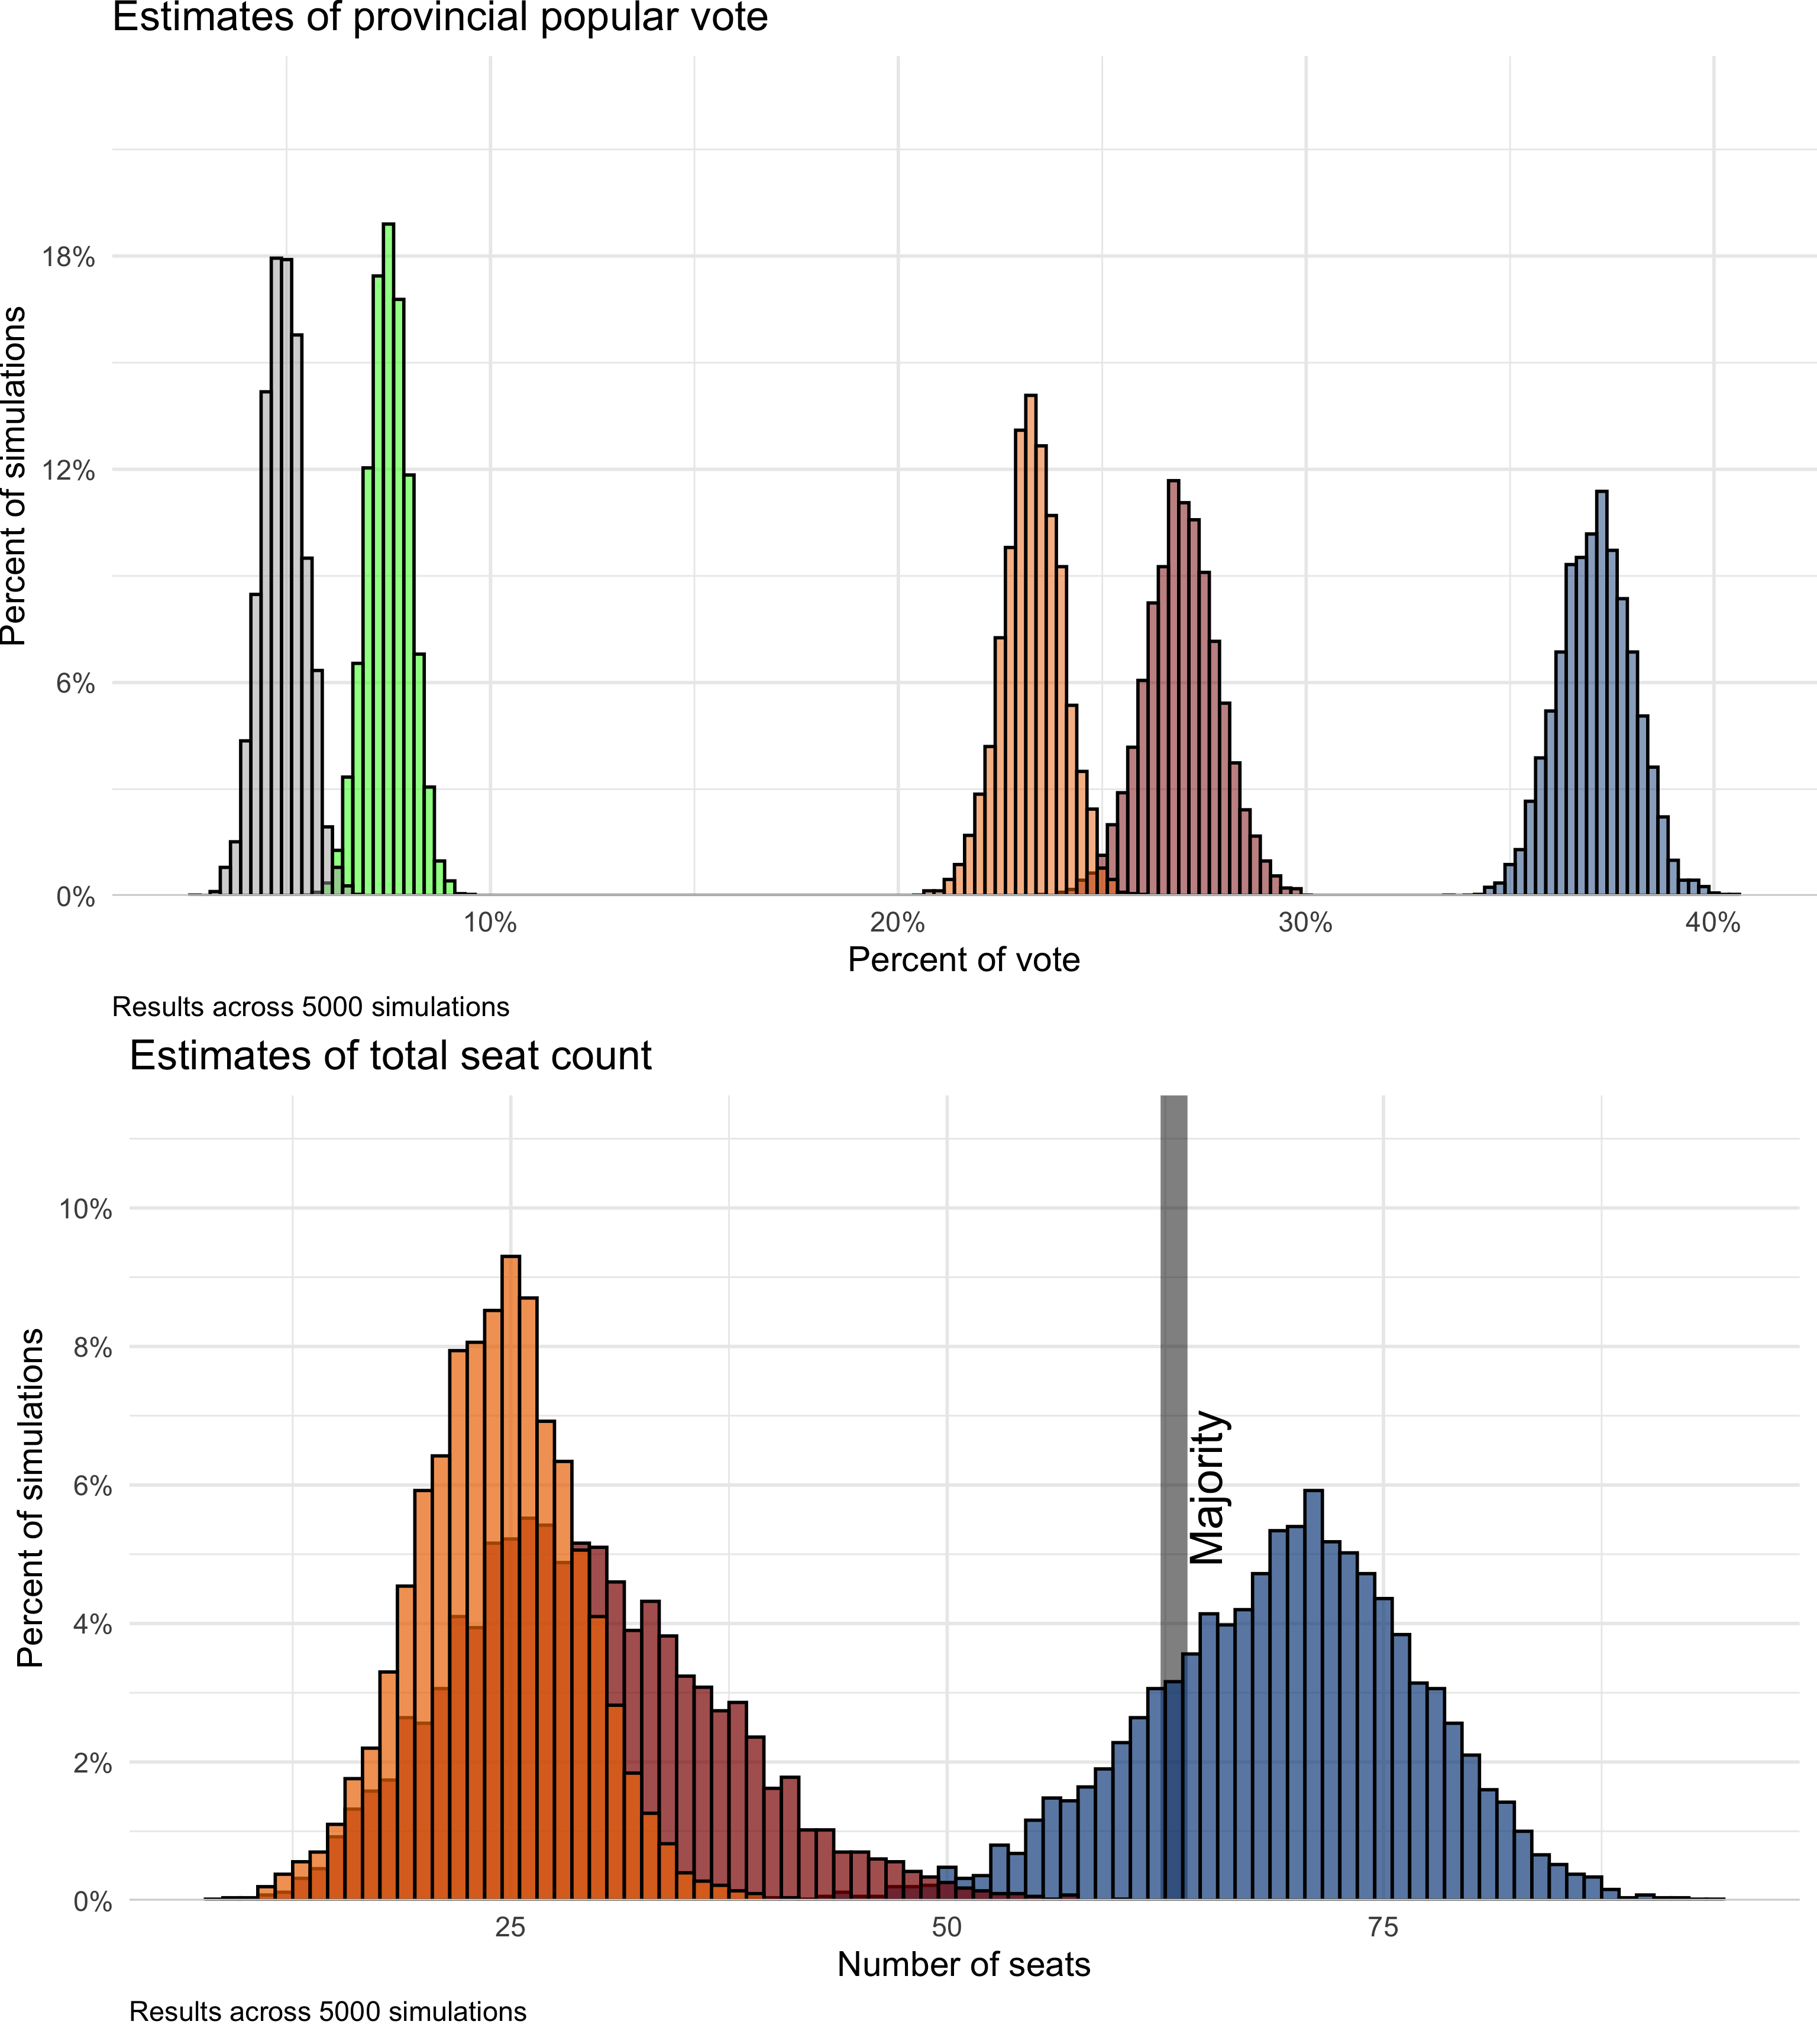 Estimates of provincial popular vote
Percent of simulations
18%
12%
6%
0%
10%
20%
30%
40%
Percent of vote
Results across 5000 simulations
Estimates of total seat count
Percent of simulations
10%
8%
6%
4%
2%
0%
Majority
25
50
75
Number of seats
Results across 5000 simulations